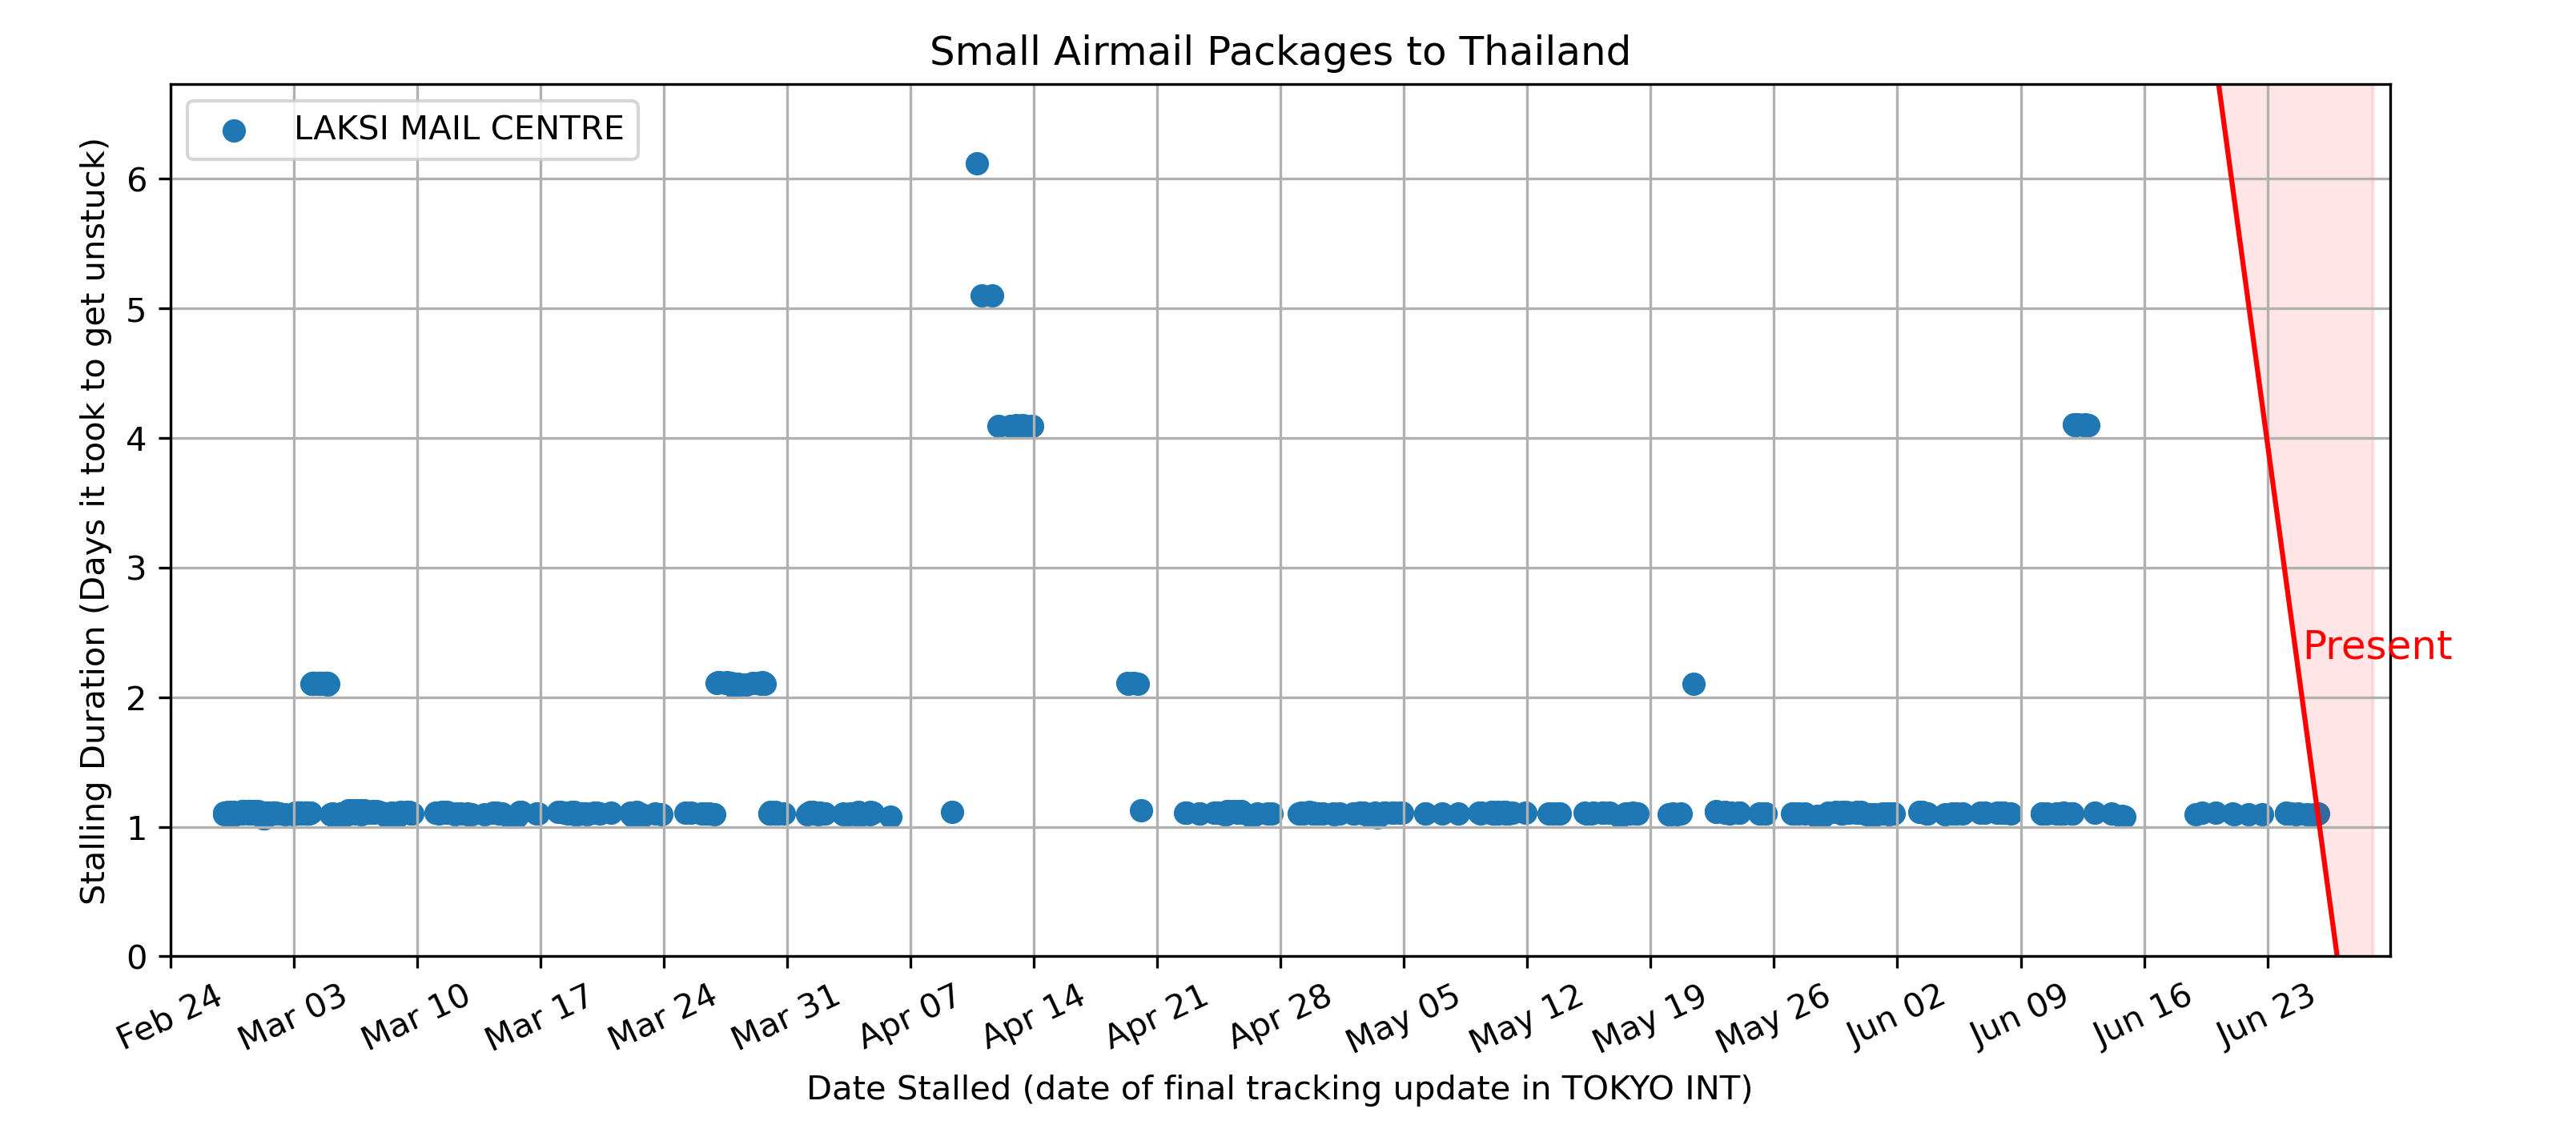 Small Airmail Packages to Thailand
LAKSI MAIL CENTRE
Stalling Duration (Days it took to get unstuck)
6
5
4
3
2
1
0
Present
Feb 24
Mar 03
Mar 10
Mar 17
Mar 24
Mar 31
Apr 07
Apr 14
Apr 21
Apr 28
May 05
May 12
May 19
May 26
Jun 02
Jun 09
Jun 16
Jun 23
Date Stalled (date of final tracking update in TOKYO INT)